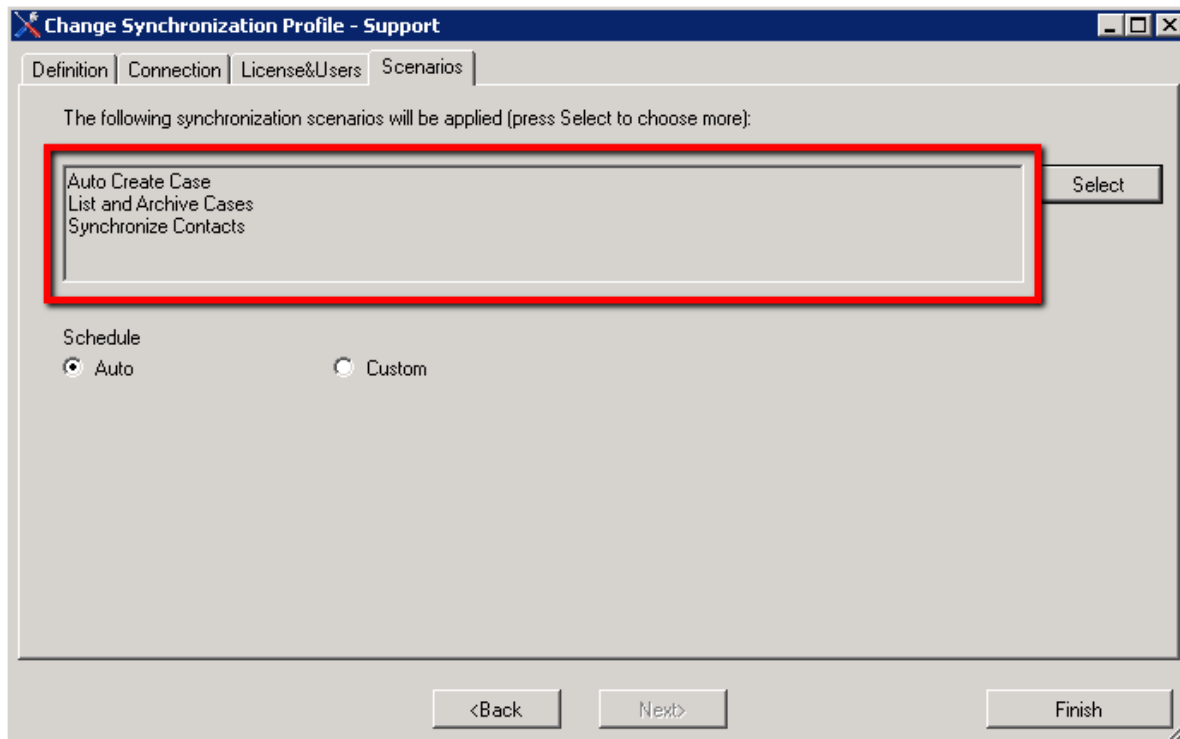 Change Synchronization Profile - Support
Definition Connection License&Users Scenarios
The following synchronization scenarios will be applied (press Select to choose more):
Auto Create Case
List and Archive Cases
Synchronize Contacts
Select
Schedule
Auto Custom
<Back Next> Finish